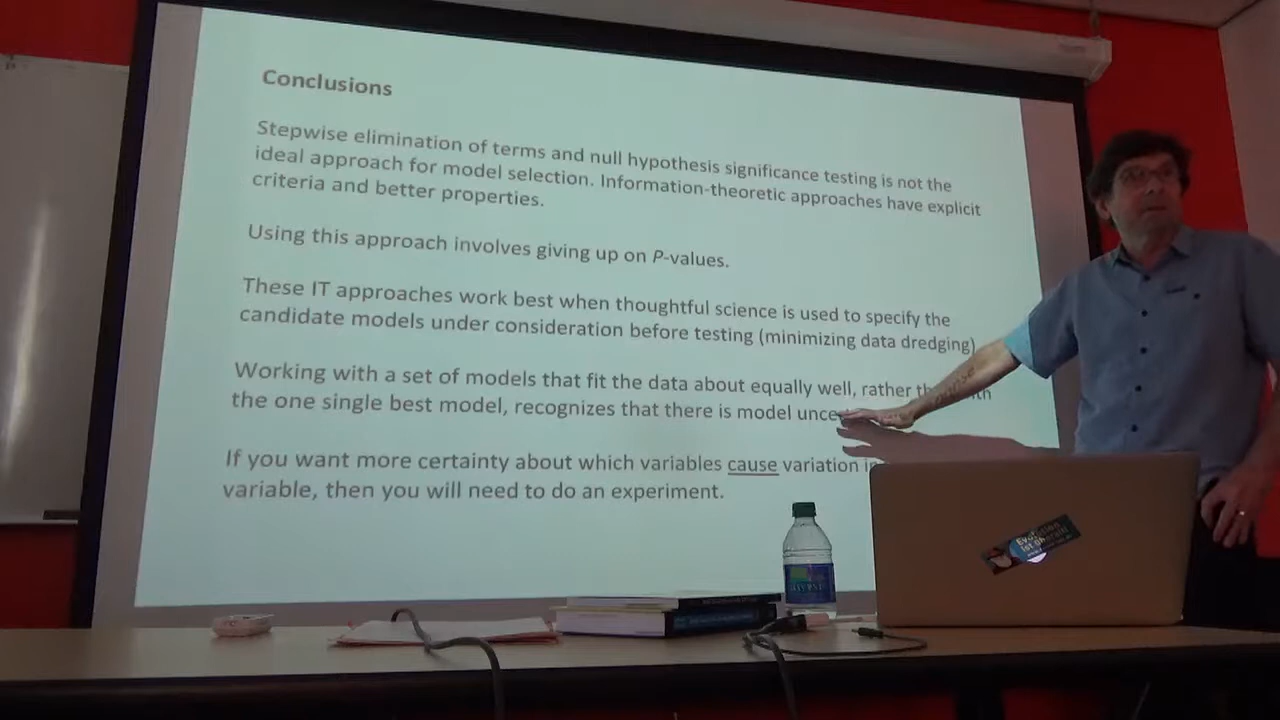 Conclusions
Stepwise elimination of terms and null hypothesis significance testing is not the
ideal approach for model selection. Information-theoretic approaches have explicit
criteria and better properties.
Using this approach involves giving up on P-values.
These IT approaches work best when thoughtful science is used to specify the
candidate models under consideration before testing (minimizing data dredging)
Working with a set of models that fit the data about equally well, rather
the one single best model, recognizes that there is model
If you want more certainty about which variables cause variation
variable, then you will need to do an experiment.